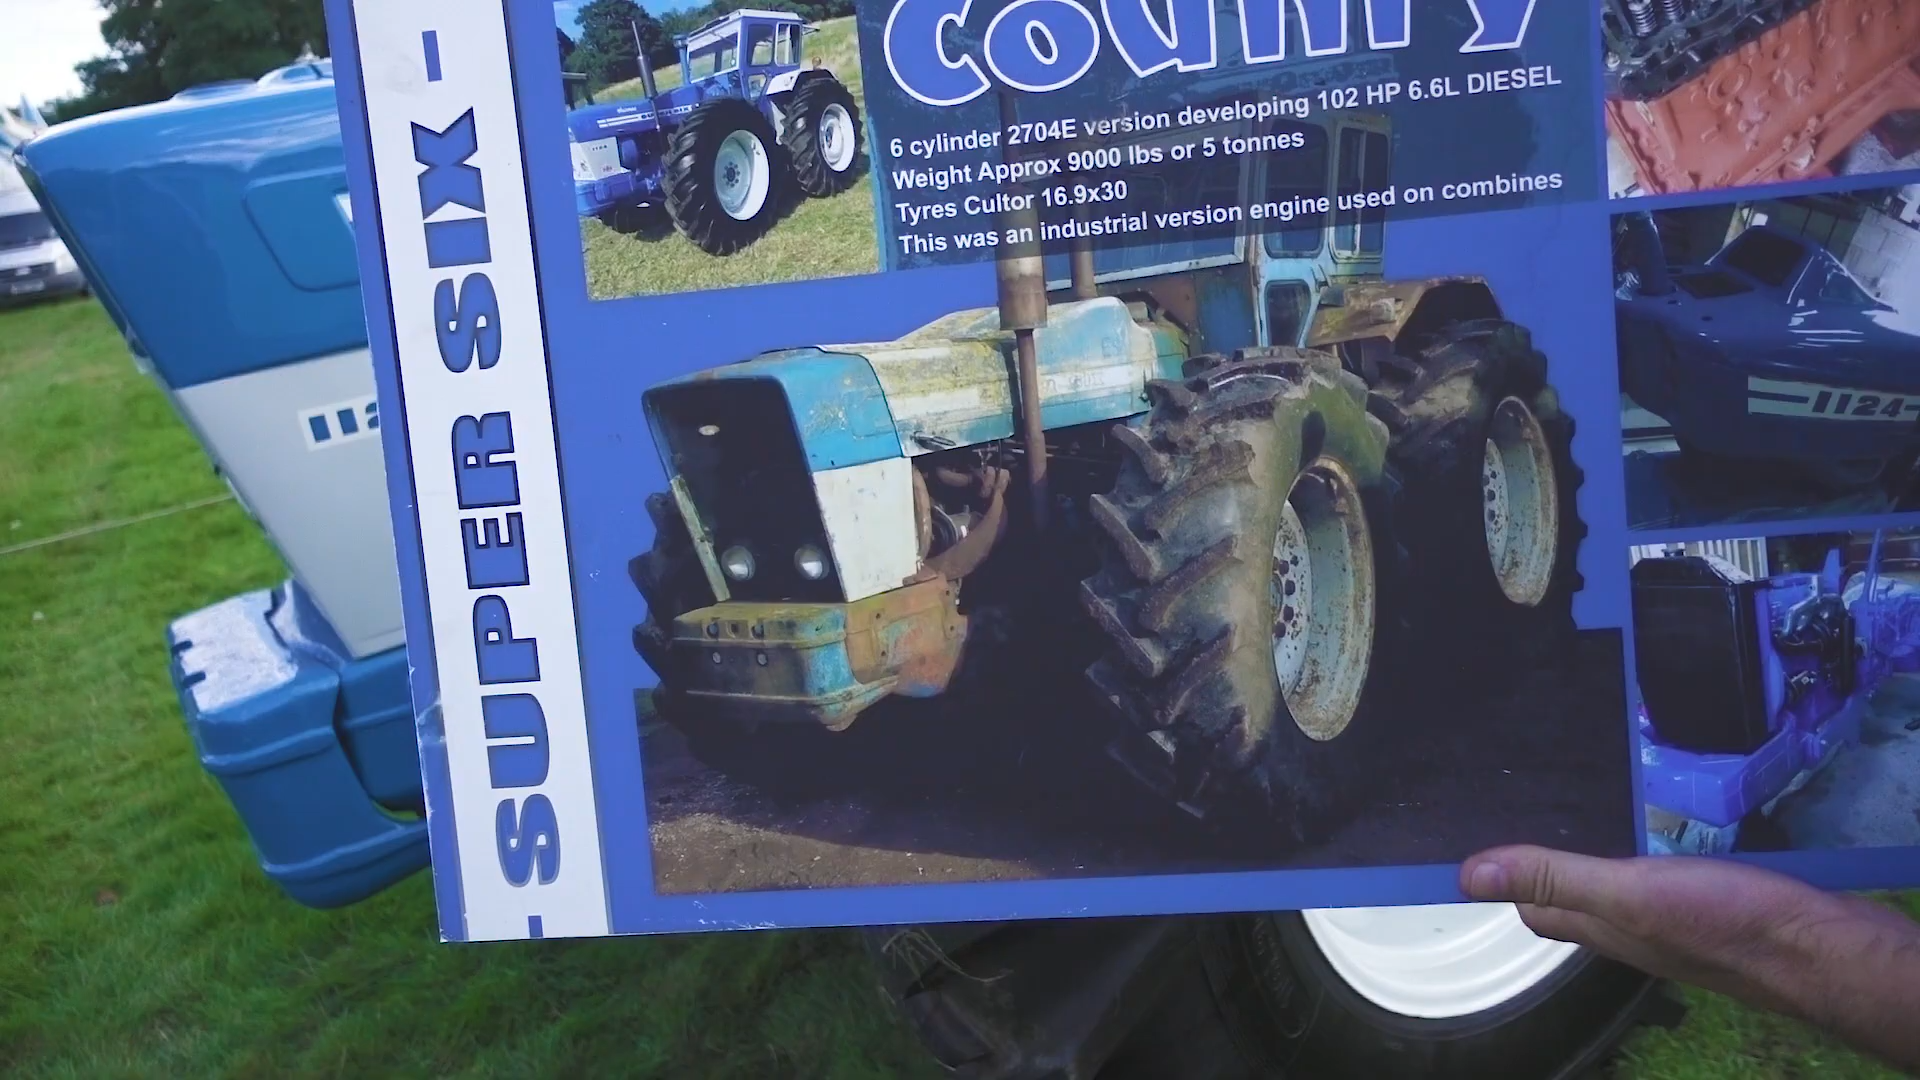 - SUPER SIX -
County
6 cylinder 2704E version developing 102 HP 6.6L DIESEL
Weight Approx 9000 lbs or 5 tonnes
Tyres Cultor 16.9x30
This was an industrial version engine used on combines
1124